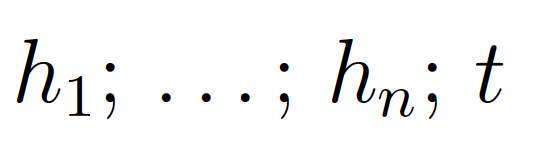 h₁; …; hₙ; t